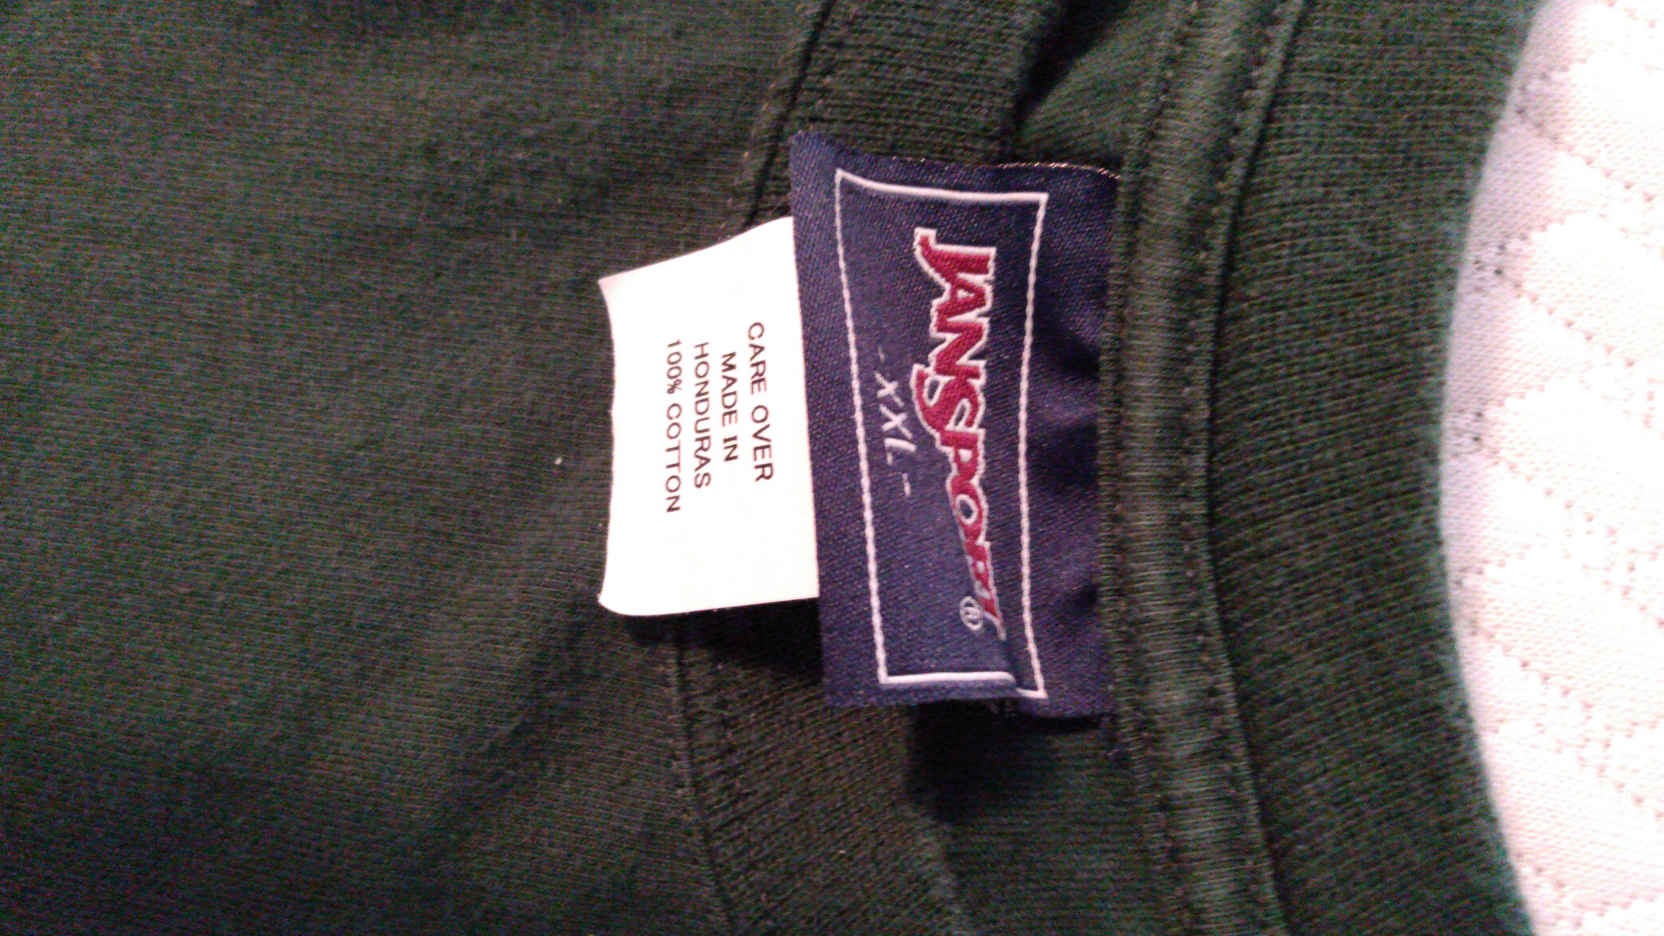 JANSPORT®
- XXL -
CARE OVER
MADE IN
HONDURAS
100% COTTON